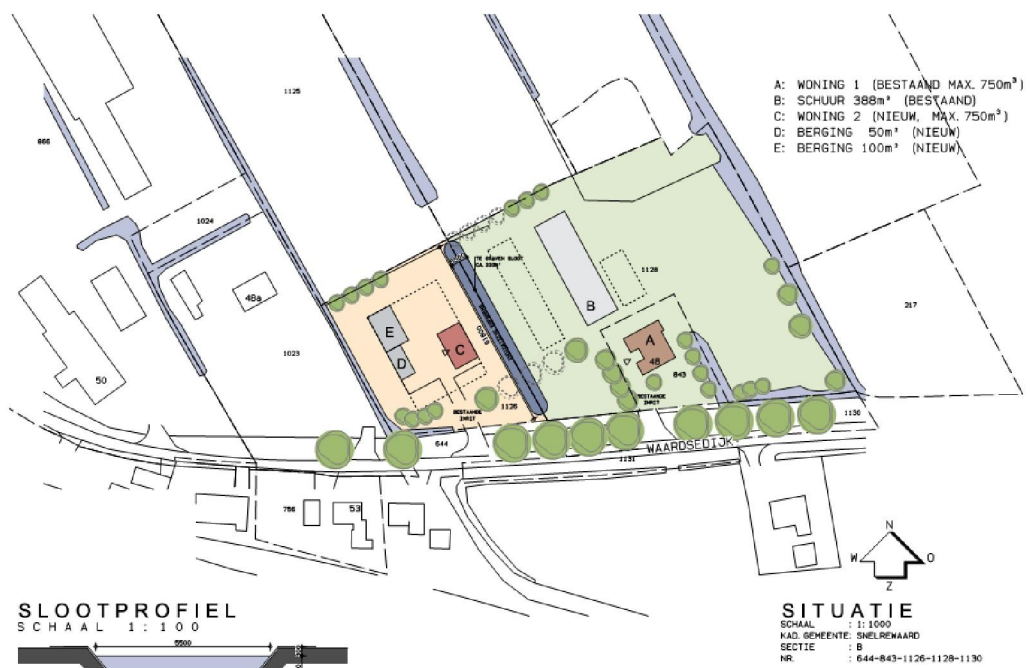 A: WONING 1 (BESTAAND MAX. 750m³)
B: SCHUUR 388m² (BESTAAND)
C: WONING 2 (NIEUW, MAX. 750m³)
D: BERGING 50m² (NIEUW)
E: BERGING 100m² (NIEUW)
866
1125
1024
48a
1023
50
1128
217
B
E
D
C
A
48
843
TE GRAVEN SLOOT
BESTAANDE
INRIT
1126
BESTAANDE
INRIT
644
WAARDSEDIJK
1131
1130
756
53
N
W
O
Z
SLOOTPROFIEL
SCHAAL 1:100
5500
SITUATIE
SCHAAL : 1:1000
KAD. GEMEENTE: SNELREWAARD
SECTIE : B
NR. : 644-843-1126-1128-1130